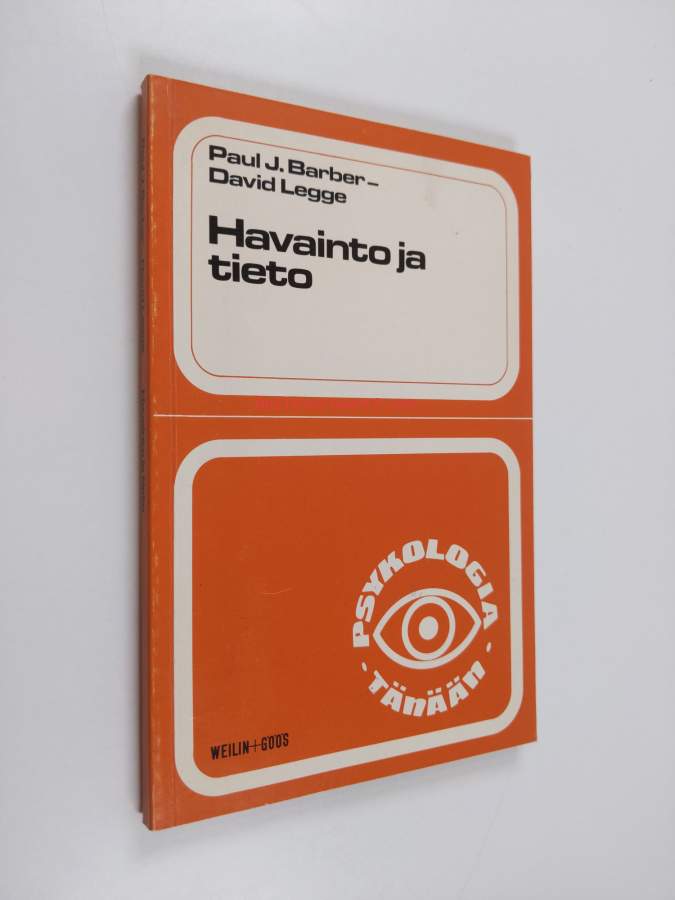 Paul J. Barber –
David Legge
Havainto ja
tieto
PSYKOLOGIA
· TÄNÄÄN ·
WEILIN+GÖÖS